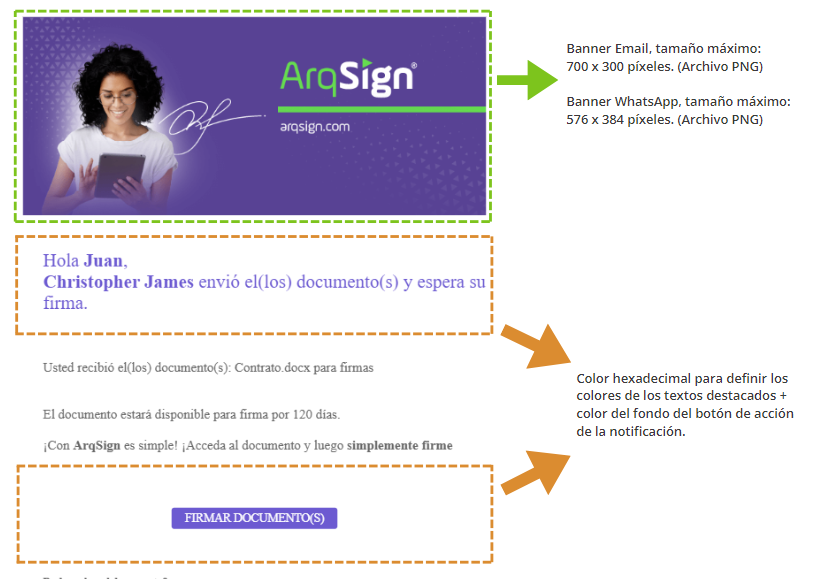 ArqSign®
arqsign.com
Banner Email, tamaño máximo:
700 x 300 píxeles. (Archivo PNG)
Banner WhatsApp, tamaño máximo:
576 x 384 píxeles. (Archivo PNG)
Hola Juan,
Christopher James envió el(los) documento(s) y espera su
firma.
Usted recibió el(los) documento(s): Contrato.docx para firmas
El documento estará disponible para firma por 120 días.
¡Con ArqSign es simple! ¡Acceda al documento y luego simplemente firme
Color hexadecimal para definir los
colores de los textos destacados +
color del fondo del botón de acción
de la notificación.
FIRMAR DOCUMENTO(S)